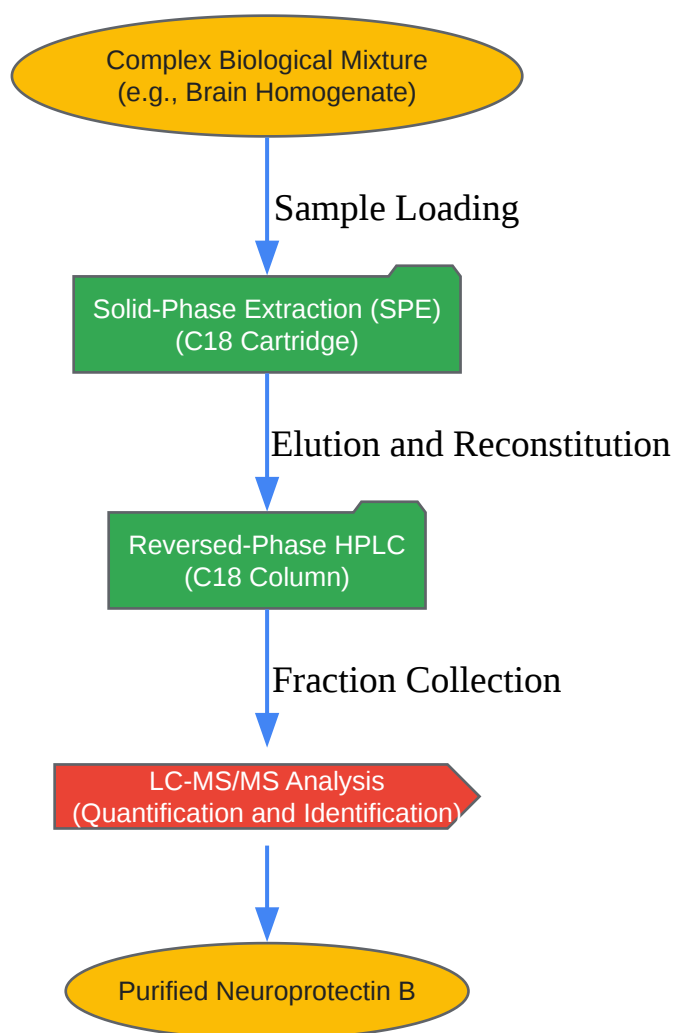 Complex Biological Mixture
(e.g., Brain Homogenate)
Sample Loading
Solid-Phase Extraction (SPE)
(C18 Cartridge)
Elution and Reconstitution
Reversed-Phase HPLC
(C18 Column)
Fraction Collection
LC-MS/MS Analysis
(Quantification and Identification)
Purified Neuroprotectin B